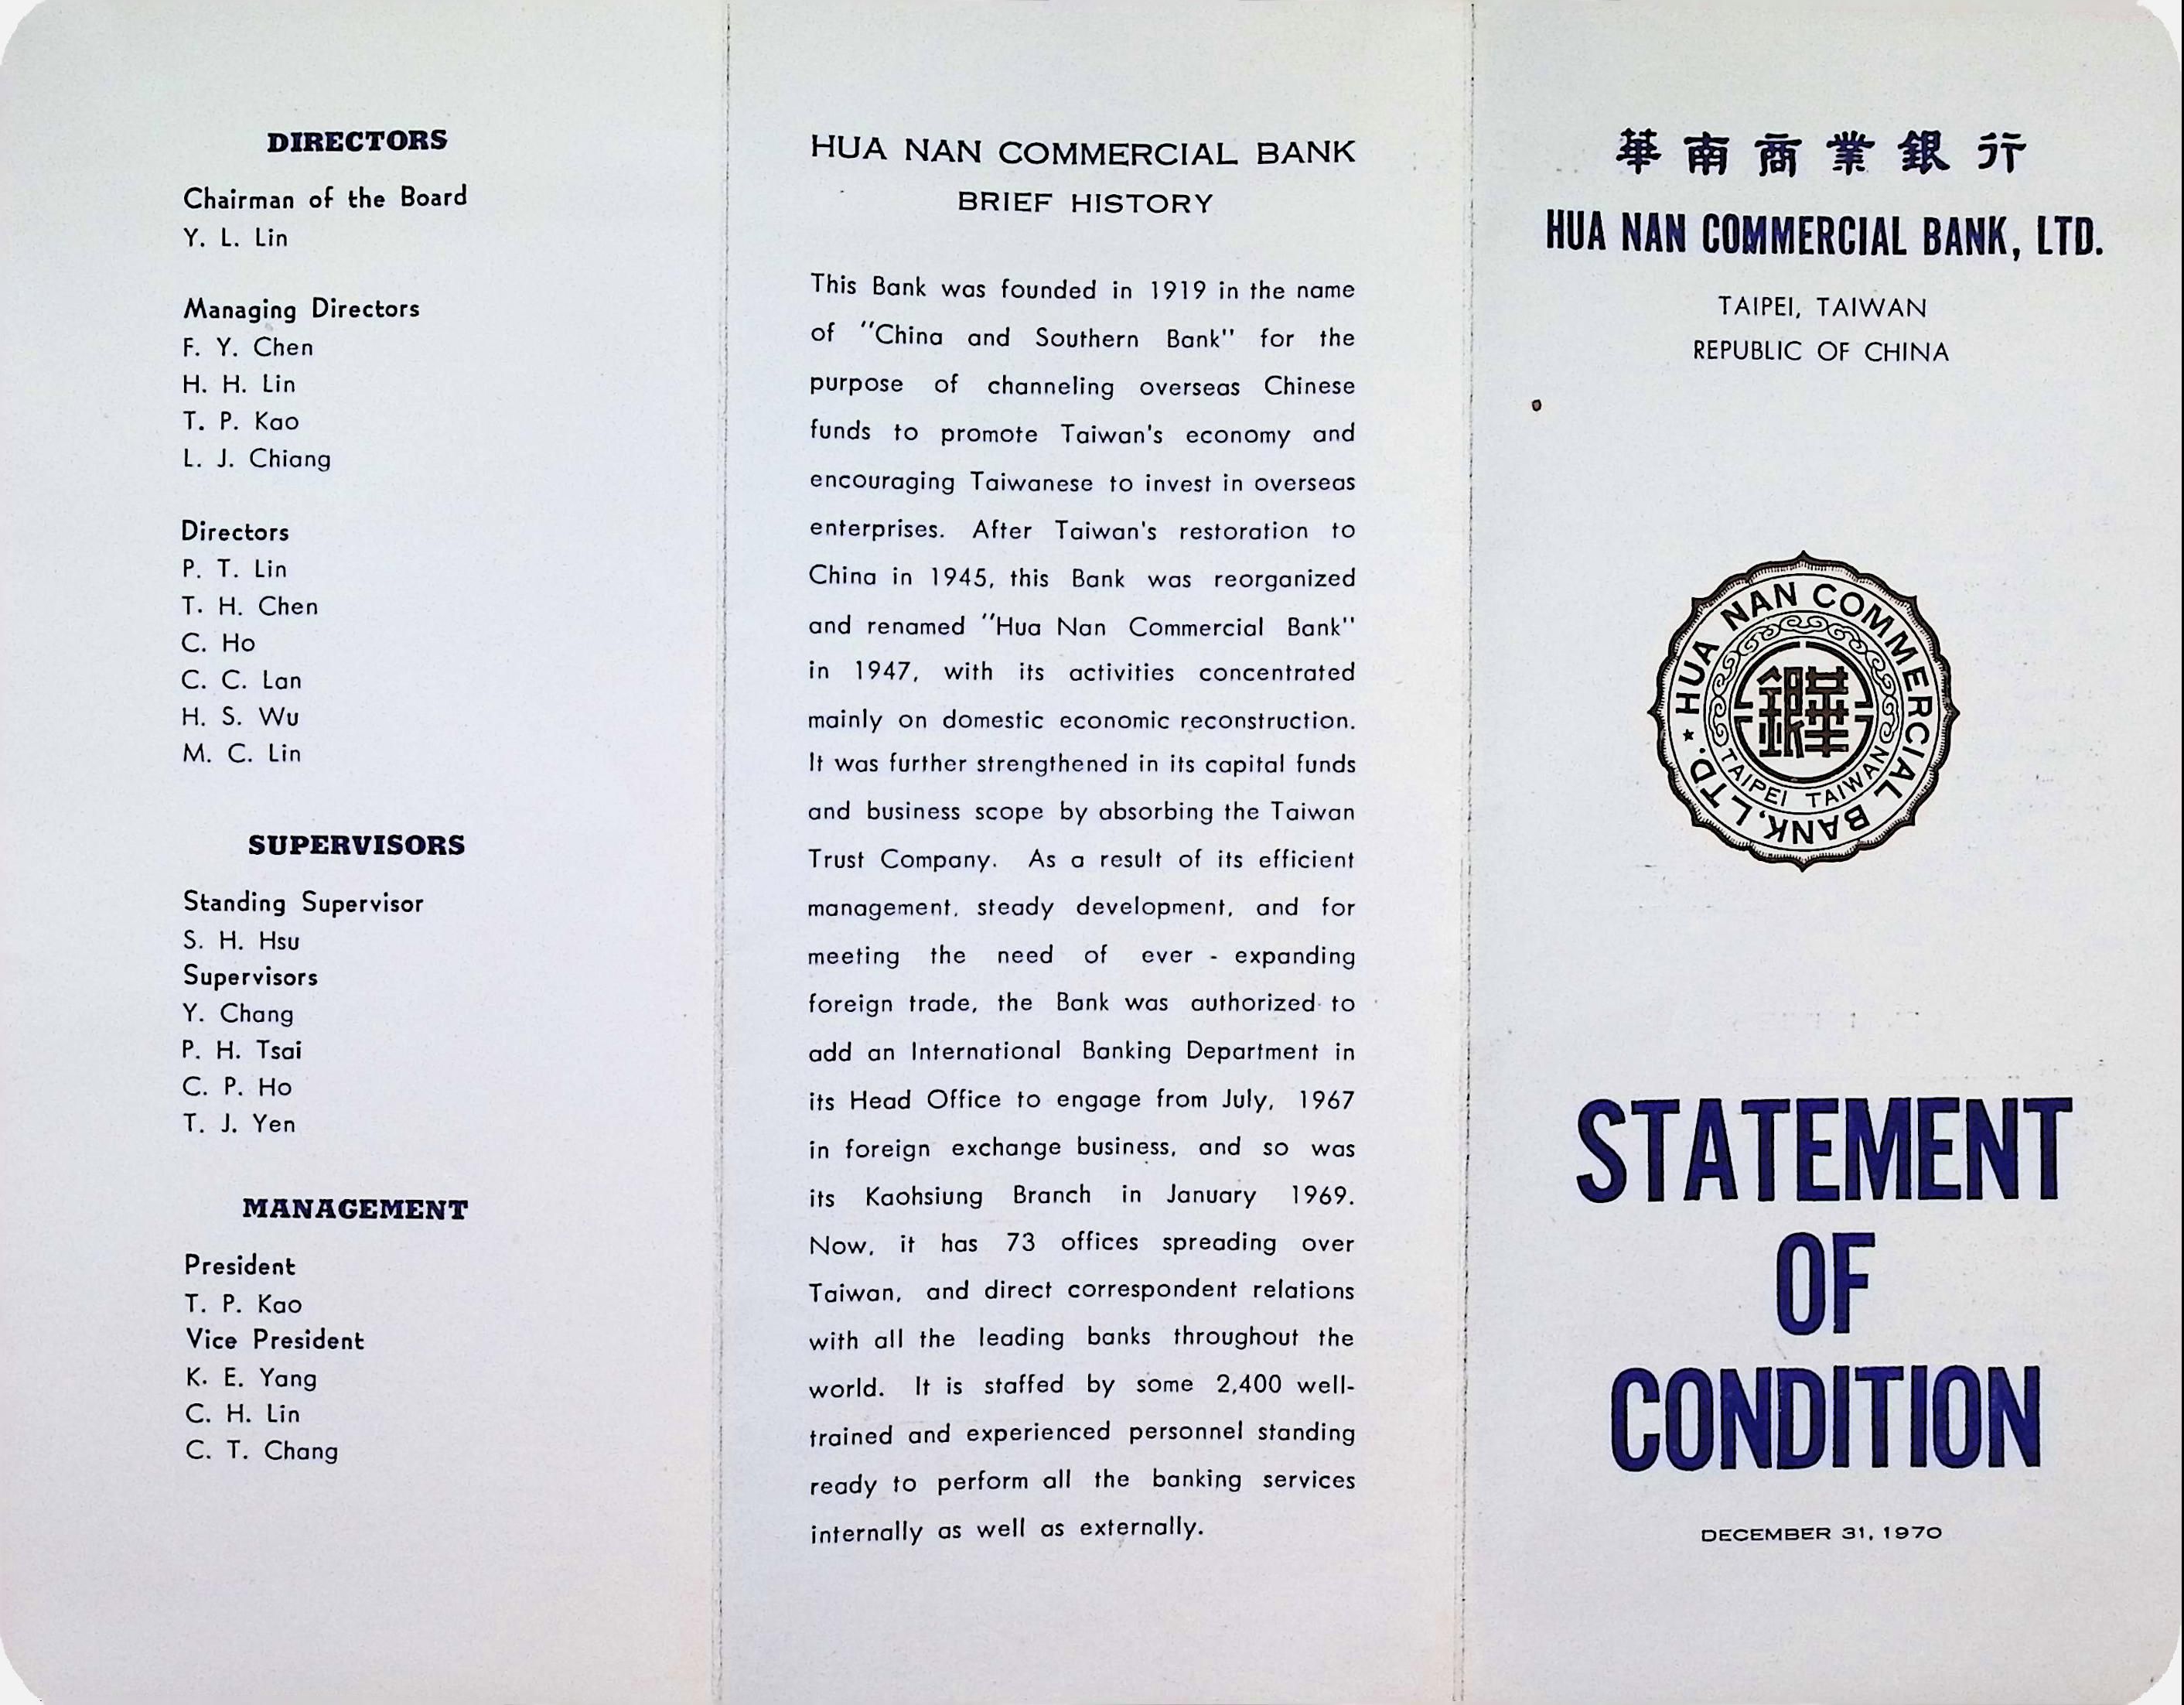 DIRECTORS
Chairman of the Board
Y. L. Lin
Managing Directors
F. Y. Chen
H. H. Lin
T. P. Kao
L. J. Chiang
Directors
P. T. Lin
T. H. Chen
C. Ho
C. C. Lan
H. S. Wu
M. C. Lin
SUPERVISORS
Standing Supervisor
S. H. Hsu
Supervisors
Y. Chang
P. H. Tsai
C. P. Ho
T. J. Yen
MANAGEMENT
President
T. P. Kao
Vice President
K. E. Yang
C. H. Lin
C. T. Chang
HUA NAN COMMERCIAL BANK
BRIEF HISTORY
This Bank was founded in 1919 in the name
of "China and Southern Bank" for the
purpose of channeling overseas Chinese
funds to promote Taiwan's economy and
encouraging Taiwanese to invest in overseas
enterprises. After Taiwan's restoration to
China in 1945, this Bank was reorganized
and renamed "Hua Nan Commercial Bank"
in 1947, with its activities concentrated
mainly on domestic economic reconstruction.
It was further strengthened in its capital funds
and business scope by absorbing the Taiwan
Trust Company. As a result of its efficient
management, steady development, and for
meeting the need of ever - expanding
foreign trade, the Bank was authorized to
add an International Banking Department in
its Head Office to engage from July, 1967
in foreign exchange business, and so was
its Kaohsiung Branch in January 1969.
Now, it has 73 offices spreading over
Taiwan, and direct correspondent relations
with all the leading banks throughout the
world. It is staffed by some 2,400 well-
trained and experienced personnel standing
ready to perform all the banking services
internally as well as externally.
華南商業銀行
HUA NAN COMMERCIAL BANK, LTD.
TAIPEI, TAIWAN
REPUBLIC OF CHINA
★ HUA NAN COMMERCIAL BANK, LTD.
TAIPEI TAIWAN
銀華
STATEMENT
OF
CONDITION
DECEMBER 31, 1970